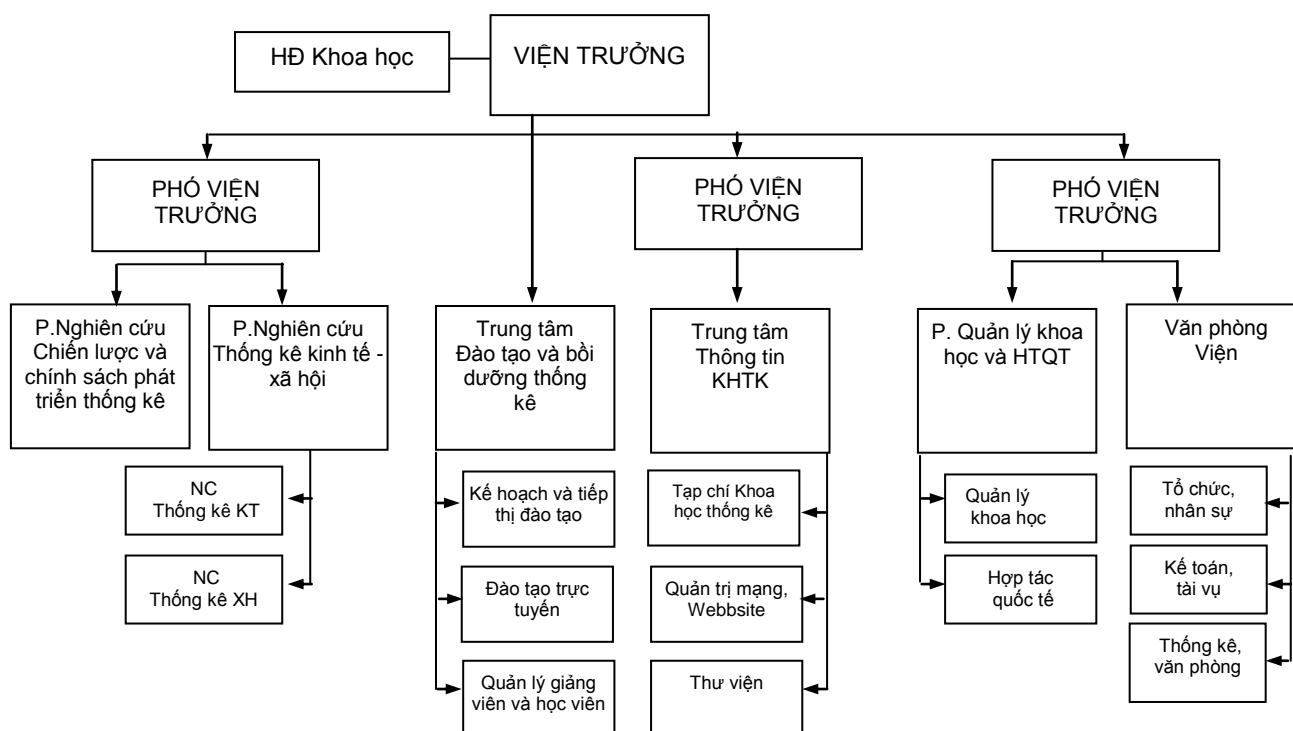 HĐ Khoa học
VIỆN TRƯỞNG
PHÓ VIỆN
TRƯỞNG
PHÓ VIỆN
TRƯỞNG
PHÓ VIỆN
TRƯỞNG
P.Nghiên cứu
Chiến lược và
chính sách phát
triển thống kê
P.Nghiên cứu
Thống kê kinh tế -
xã hội
Trung tâm
Đào tạo và bồi
dưỡng thống
kê
Trung tâm
Thông tin
KHTK
P. Quản lý khoa
học và HTQT
Văn phòng
Viện
NC
Thống kê KT
NC
Thống kê XH
Kế hoạch và tiếp
thị đào tạo
Đào tạo trực
tuyến
Quản lý giảng
viên và học viên
Tạp chí Khoa
học thống kê
Quản trị mạng,
Webbsite
Thư viện
Quản lý
khoa học
Hợp tác
quốc tế
Tổ chức,
nhân sự
Kế toán,
tài vụ
Thống kê,
văn phòng